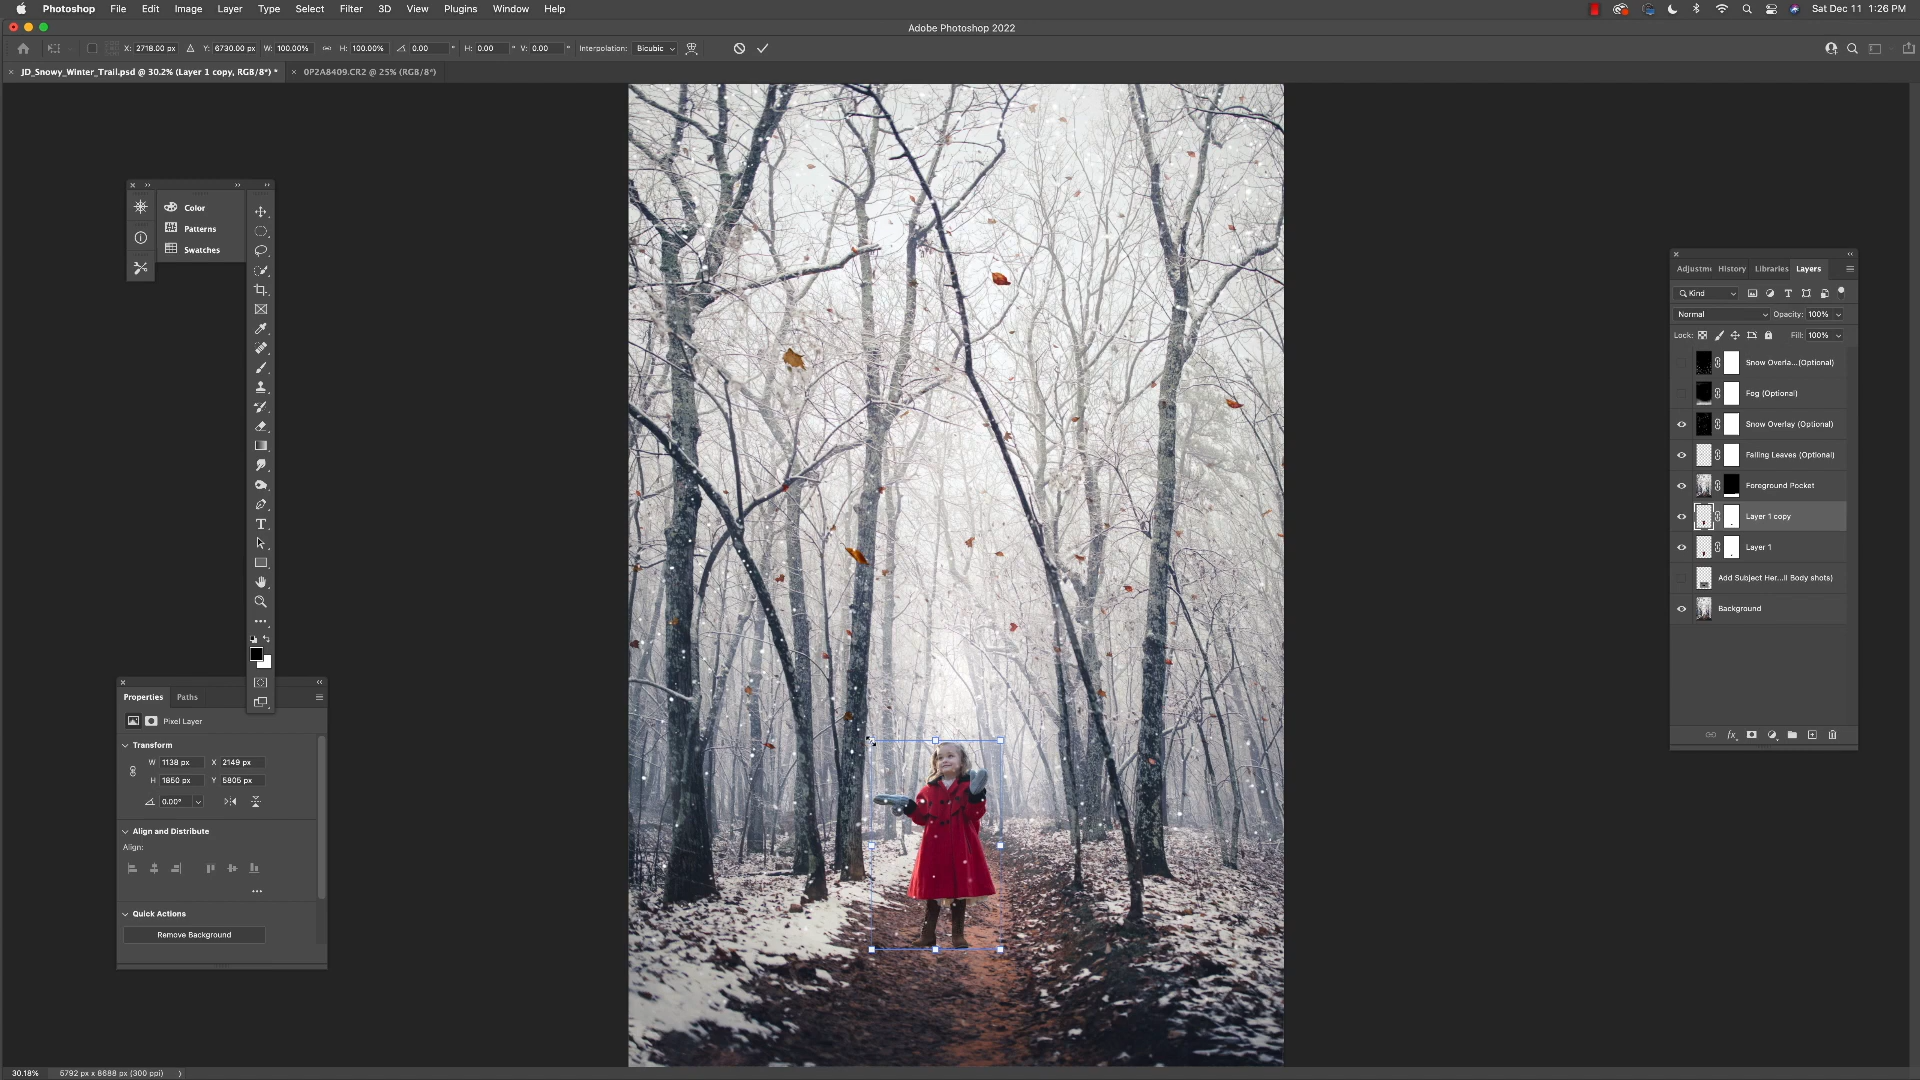 Photoshop File Edit Image Layer Type Select Filter 3D View Plugins Window Help Sat Dec 11 1:26 PM
Adobe Photoshop 2022
X: 2718.00 px Y: 6730.00 px W: 100.00% H: 100.00% 0.00 ° H: 0.00 ° V: 0.00 ° Interpolation: Bicubic
JD_Snowy_Winter_Trail.psd @ 30.2% (Layer 1 copy, RGB/8*) * 0P2A8409.CR2 @ 25% (RGB/8*)
Color
Patterns
Swatches
Properties Paths
Pixel Layer
Transform
W 1138 px X 2149 px
H 1850 px Y 5805 px
0.00°
Align and Distribute
Align:
Quick Actions
Remove Background
Adjustm History Libraries Layers
Kind
Normal Opacity: 100%
Lock: Fill: 100%
Snow Overla...(Optional)
Fog (Optional)
Snow Overlay (Optional)
Falling Leaves (Optional)
Foreground Pocket
Layer 1 copy
Layer 1
Add Subject Her...ll Body shots)
Background
30.18% 5792 px x 8688 px (300 ppi)